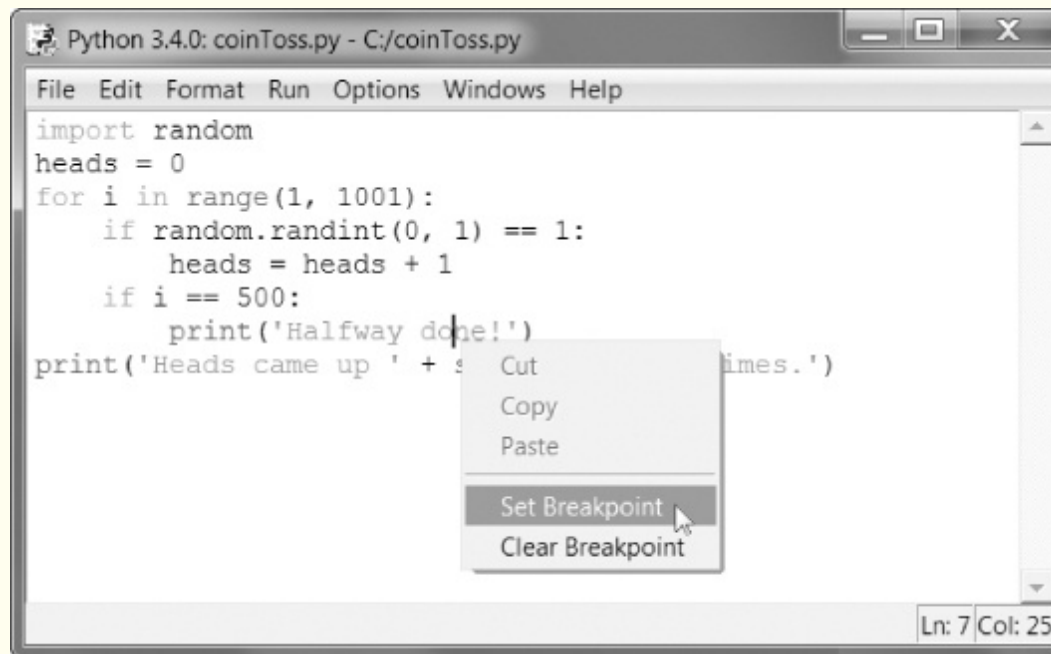 Python 3.4.0: coinToss.py - C:/coinToss.py
File Edit Format Run Options Windows Help
import random
heads = 0
for i in range(1, 1001):
    if random.randint(0, 1) == 1:
        heads = heads + 1
    if i == 500:
        print('Halfway done!')
print('Heads came up ' + s imes.')
Cut
Copy
Paste
Set Breakpoint
Clear Breakpoint
Ln: 7 Col: 25